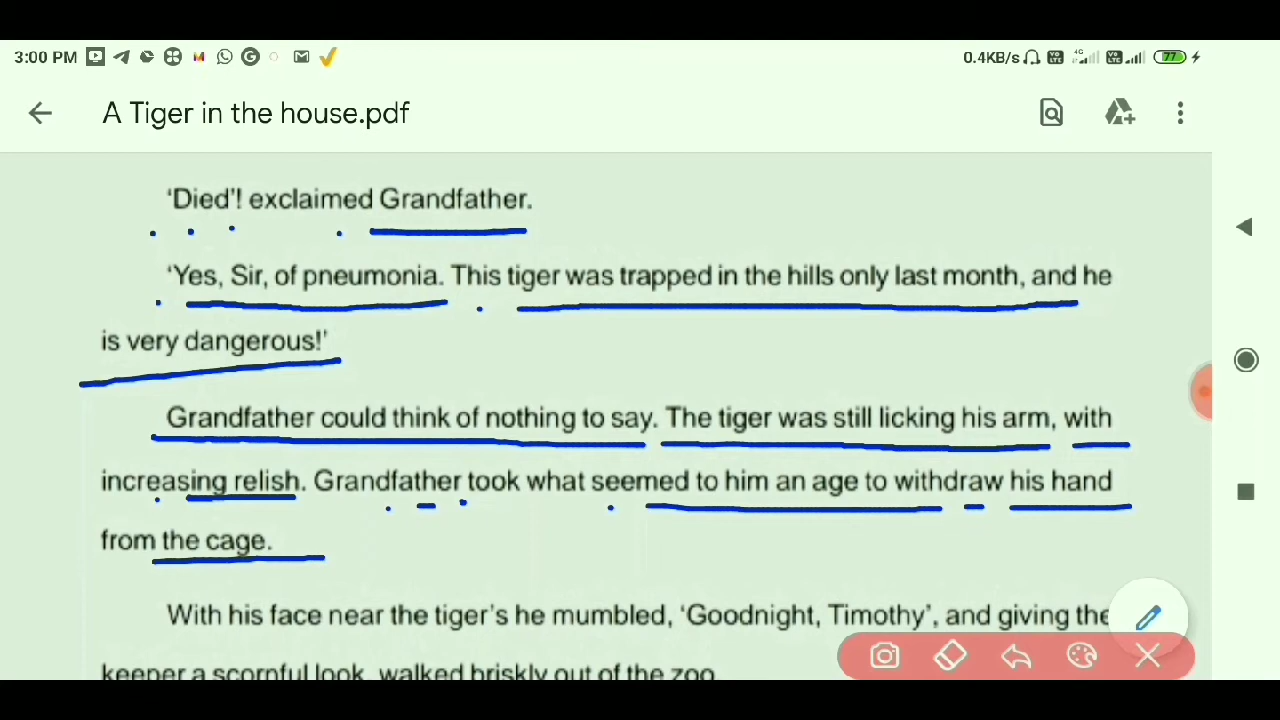 3:00 PM 0.4KB/s 4G 77
A Tiger in the house.pdf
‘Died’! exclaimed Grandfather.
‘Yes, Sir, of pneumonia. This tiger was trapped in the hills only last month, and he
is very dangerous!’
Grandfather could think of nothing to say. The tiger was still licking his arm, with
increasing relish. Grandfather took what seemed to him an age to withdraw his hand
from the cage.
With his face near the tiger’s he mumbled, ‘Goodnight, Timothy’, and giving the
keeper a scornful look, walked briskly out of the zoo.